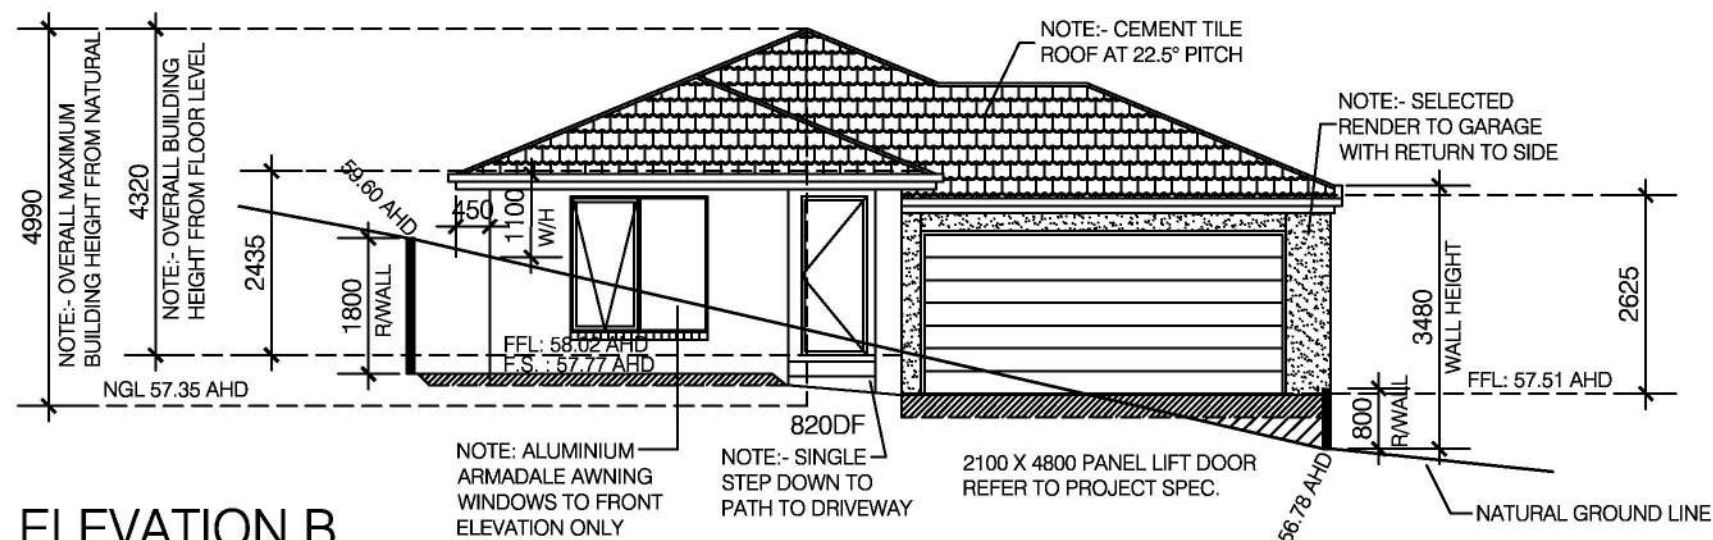 4990
NOTE:- OVERALL MAXIMUM
BUILDING HEIGHT FROM NATURAL
4320
NOTE:- OVERALL BUILDING
HEIGHT FROM FLOOR LEVEL
2435
59.60 AHD
1800
R/WALL
450
1100
W/H
NOTE:- CEMENT TILE
ROOF AT 22.5° PITCH
NOTE:- SELECTED
RENDER TO GARAGE
WITH RETURN TO SIDE
FFL: 58.02 AHD
F.S. : 57.77 AHD
NGL 57.35 AHD
3480
WALL HEIGHT
2625
FFL: 57.51 AHD
800
R/WALL
820DF
NOTE: ALUMINIUM
ARMADALE AWNING
WINDOWS TO FRONT
ELEVATION ONLY
NOTE:- SINGLE
STEP DOWN TO
PATH TO DRIVEWAY
2100 X 4800 PANEL LIFT DOOR
REFER TO PROJECT SPEC.
56.78 AHD
NATURAL GROUND LINE
ELEVATION B